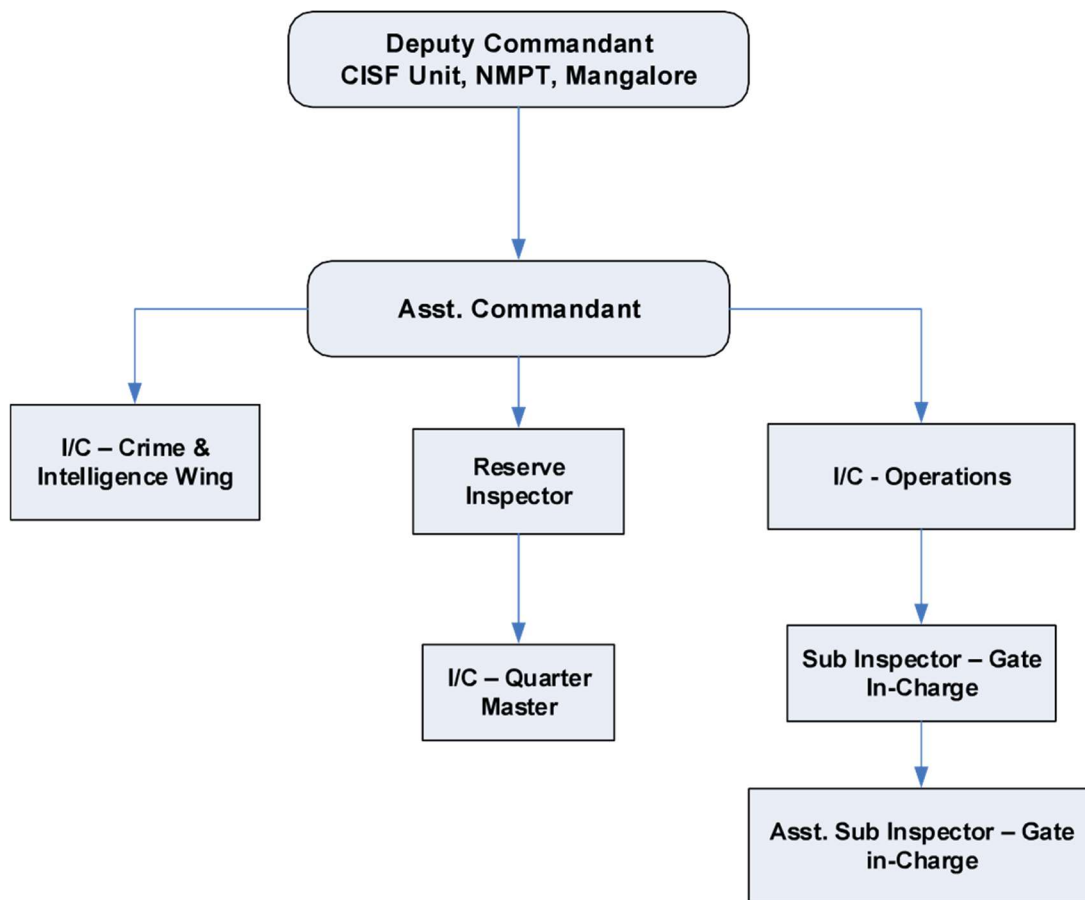 Deputy Commandant
CISF Unit, NMPT, Mangalore
Asst. Commandant
I/C – Crime &
Intelligence Wing
Reserve
Inspector
I/C - Operations
I/C – Quarter
Master
Sub Inspector – Gate
In-Charge
Asst. Sub Inspector – Gate
in-Charge